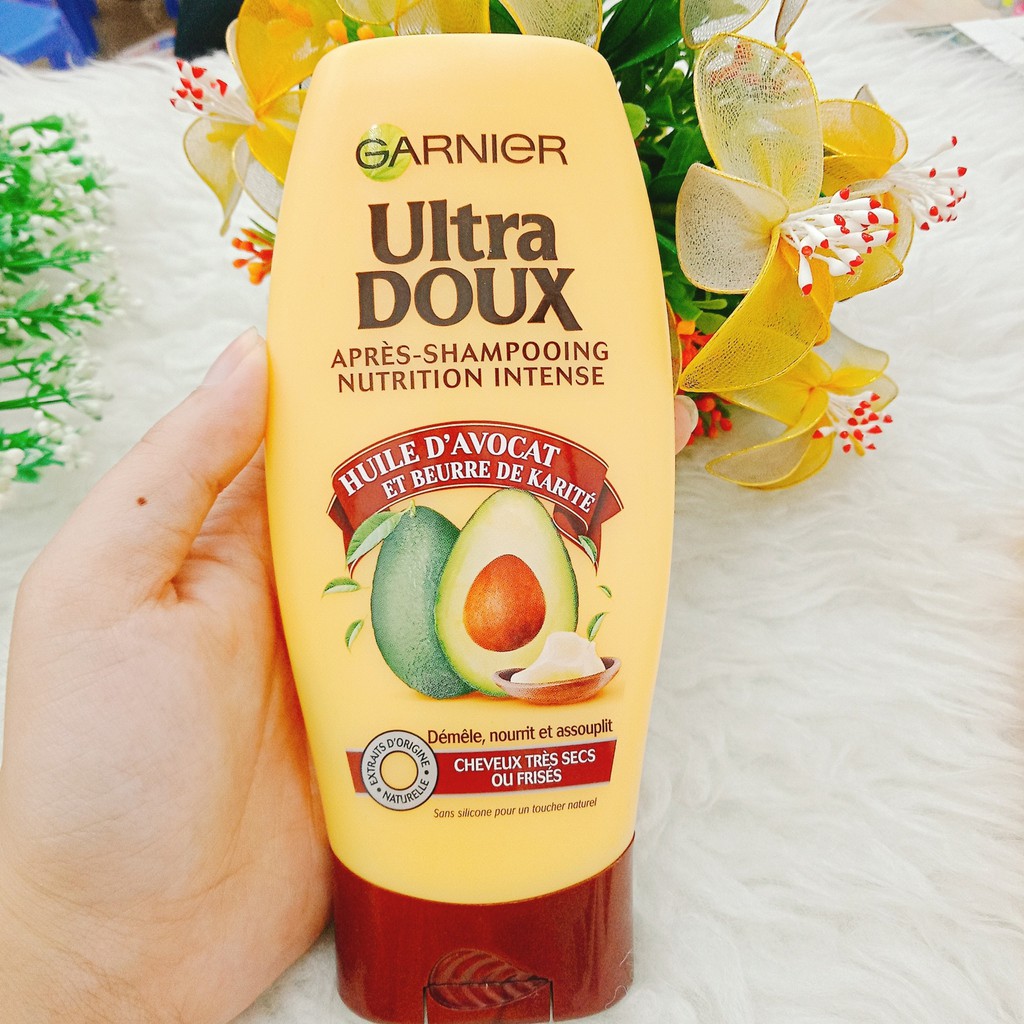 GARNIER
Ultra
DOUX
APRÈS-SHAMPOOING
NUTRITION INTENSE
HUILE D'AVOCAT
ET BEURRE DE KARITÉ
Démêle, nourrit et assouplit
EXTRAITS D'ORIGINE • NATURELLE •
CHEVEUX TRÈS SECS
OU FRISÉS
Sans silicone pour un toucher naturel